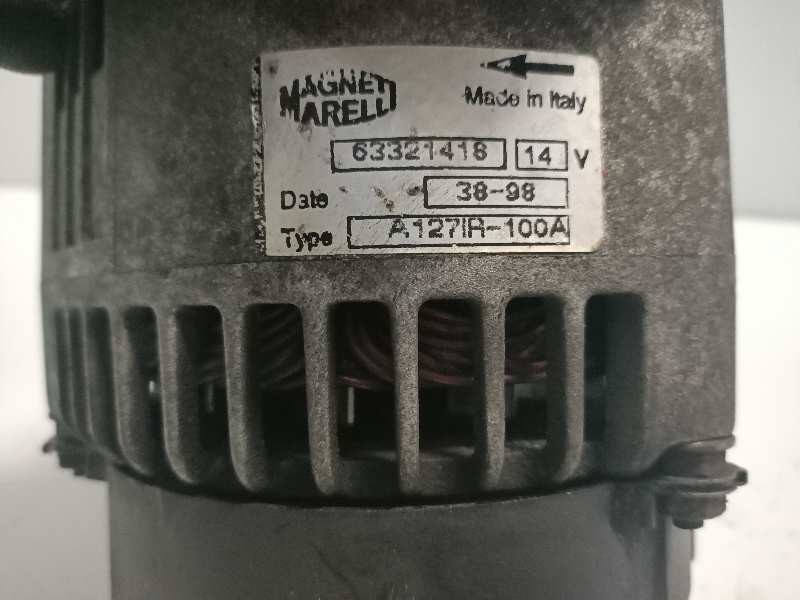 MAGNETI
MARELLI
Made in Italy
63321418 14 V
Date 38-98
Type A127IR-100A